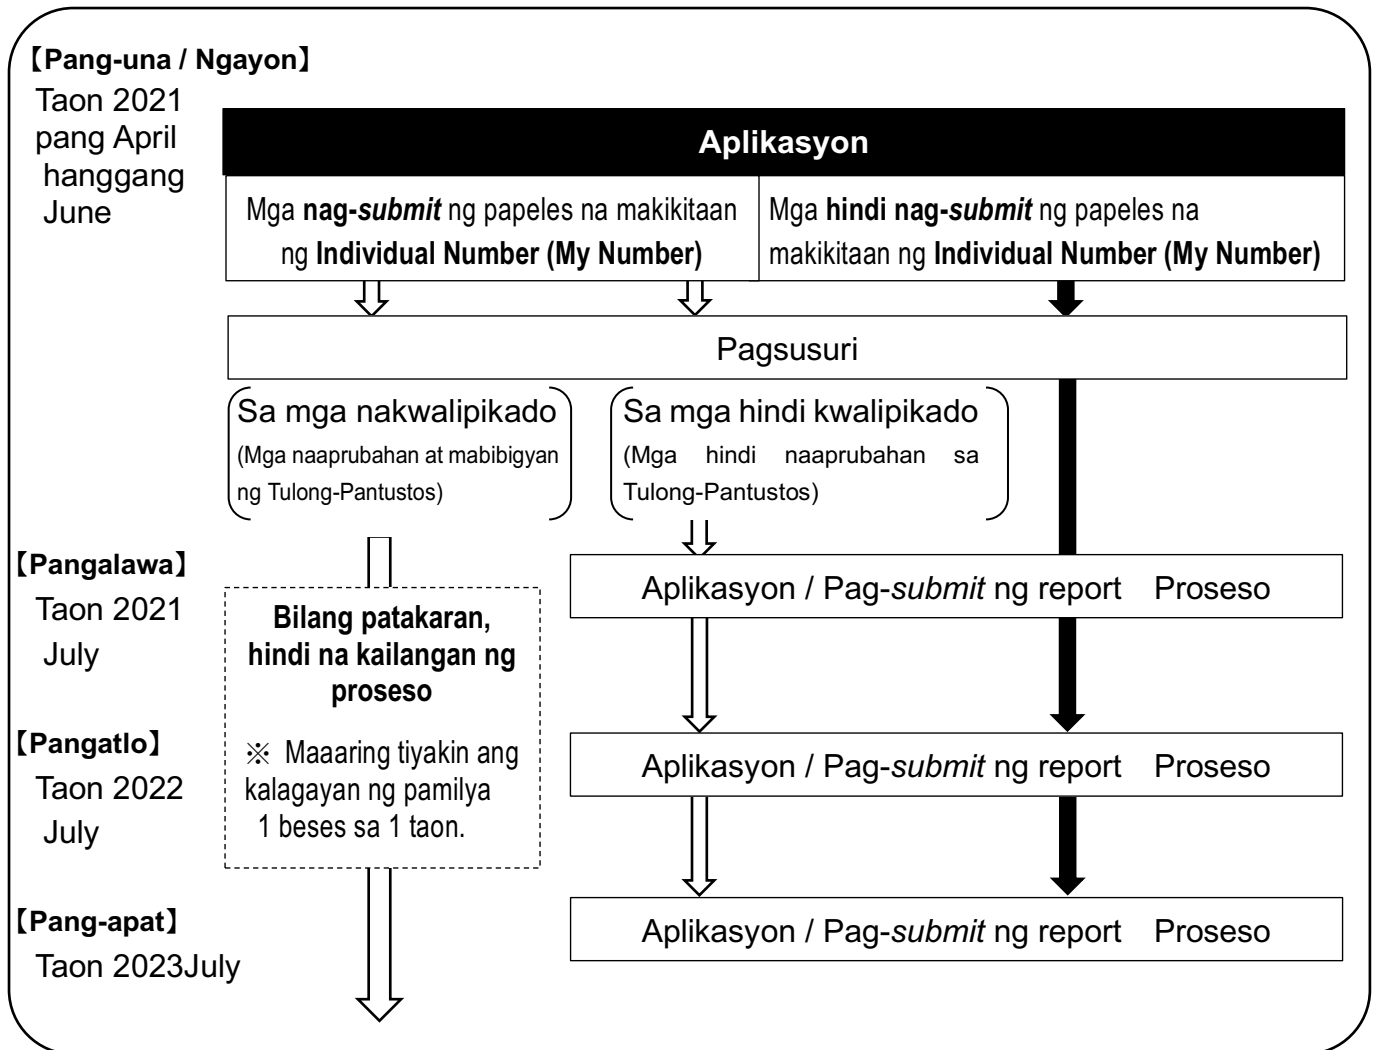 【Pang-una / Ngayon】
Taon 2021
pang April
hanggang
June
Aplikasyon
Mga nag-submit ng papeles na makikitaan
ng Individual Number (My Number)
Mga hindi nag-submit ng papeles na
makikitaan ng Individual Number (My Number)
Pagsusuri
Sa mga nakwalipikado
(Mga naaprubahan at mabibigyan
ng Tulong-Pantustos)
Sa mga hindi kwalipikado
(Mga hindi naaprubahan sa
Tulong-Pantustos)
【Pangalawa】
Taon 2021
July
Aplikasyon / Pag-submit ng report Proseso
Bilang patakaran,
hindi na kailangan ng
proseso
※ Maaaring tiyakin ang
kalagayan ng pamilya
1 beses sa 1 taon.
【Pangatlo】
Taon 2022
July
Aplikasyon / Pag-submit ng report Proseso
【Pang-apat】
Taon 2023July
Aplikasyon / Pag-submit ng report Proseso